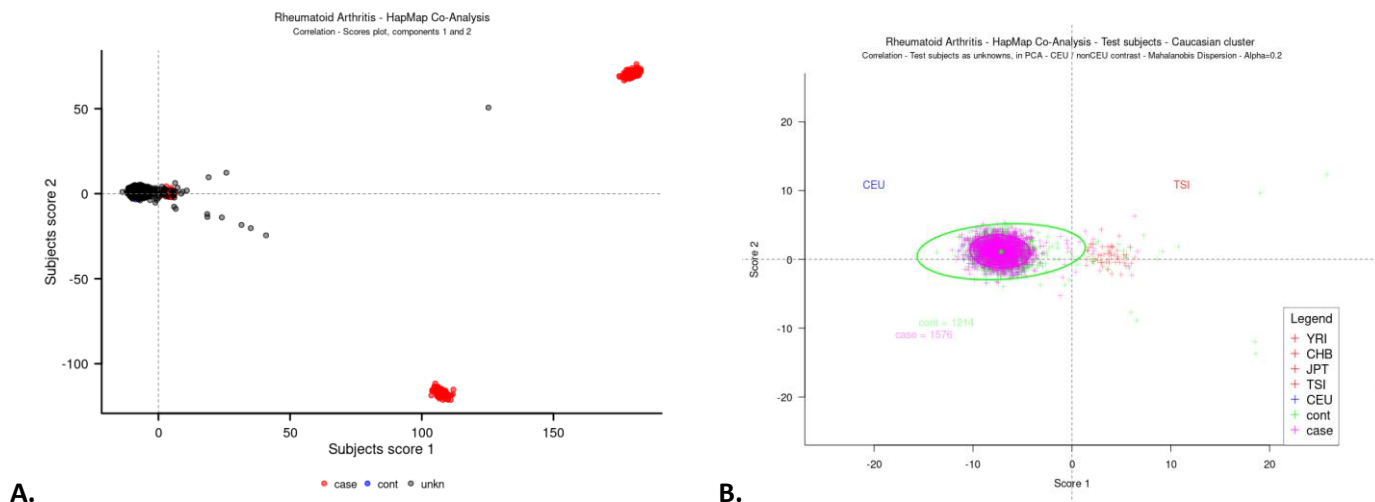 Rheumatoid Arthritis - HapMap Co-Analysis
Correlation - Scores plot, components 1 and 2
Subjects score 2
50
0
-50
-100
0 50 100 150
Subjects score 1
case cont unkn
A.
Rheumatoid Arthritis - HapMap Co-Analysis - Test subjects - Caucasian cluster
Correlation - Test subjects as unknowns, in PCA - CEU / nonCEU contrast - Mahalanobis Dispersion - Alpha=0.2
Score 2
20
10
0
-10
-20
CEU TSI
cont = 1214
case = 1576
Legend
YRI
CHB
JPT
TSI
CEU
cont
case
-20 -10 0 10 20
Score 1
B.